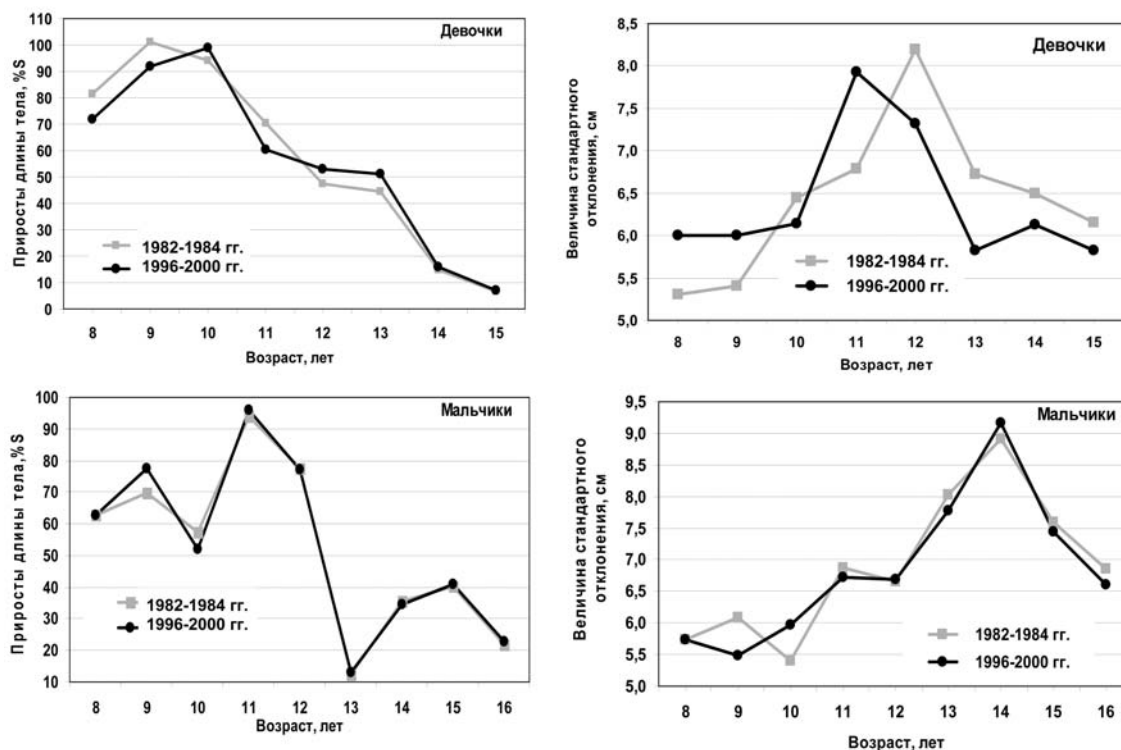 110
100
90
80
70
60
50
40
30
20
10
0
Приросты длины тела, %S
Девочки
1982-1984 гг.
1996-2000 гг.
8 9 10 11 12 13 14 15
Возраст, лет
8,5
8,0
7,5
7,0
6,5
6,0
5,5
5,0
Величина стандартного
отклонения, см
Девочки
1982-1984 гг.
1996-2000 гг.
8 9 10 11 12 13 14 15
Возраст, лет
100
90
80
70
60
50
40
30
20
10
Приросты длины тела,%S
Мальчики
1982-1984 гг.
1996-2000 гг.
8 9 10 11 12 13 14 15 16
Возраст, лет
9,5
9,0
8,5
8,0
7,5
7,0
6,5
6,0
5,5
5,0
Величина стандартного
отклонения, см
Мальчики
1982-1984 гг.
1996-2000 гг.
8 9 10 11 12 13 14 15 16
Возраст, лет